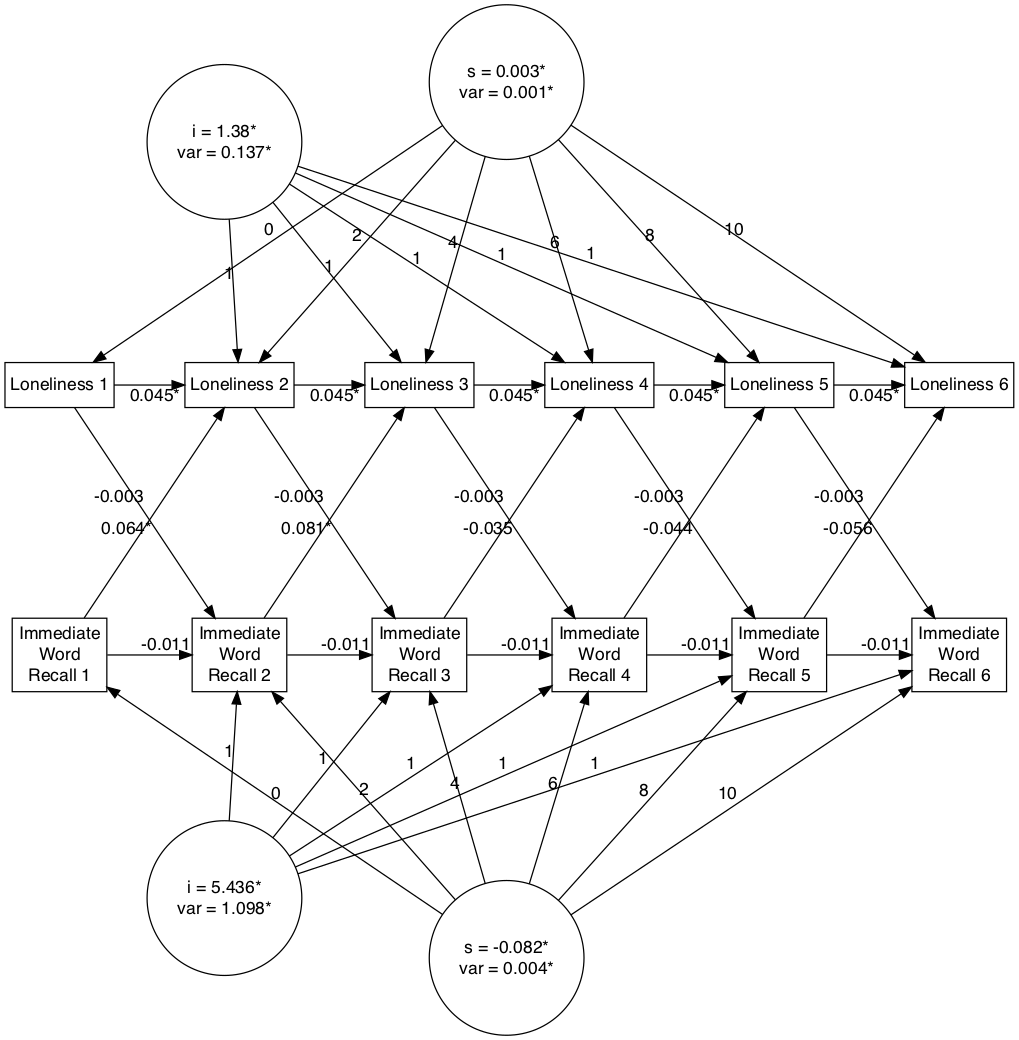 s = 0.003*
var = 0.001*
i = 1.38*
var = 0.137*
0
2
4
6
8
10
1
1
1
1
1
Loneliness 1
Loneliness 2
Loneliness 3
Loneliness 4
Loneliness 5
Loneliness 6
0.045*
0.045*
0.045*
0.045*
0.045*
-0.003
-0.003
-0.003
-0.003
-0.003
0.064*
0.081*
-0.035
-0.044
-0.056
Immediate
Word
Recall 1
Immediate
Word
Recall 2
Immediate
Word
Recall 3
Immediate
Word
Recall 4
Immediate
Word
Recall 5
Immediate
Word
Recall 6
-0.011
-0.011
-0.011
-0.011
-0.011
1
1
1
1
1
0
2
4
6
8
10
i = 5.436*
var = 1.098*
s = -0.082*
var = 0.004*